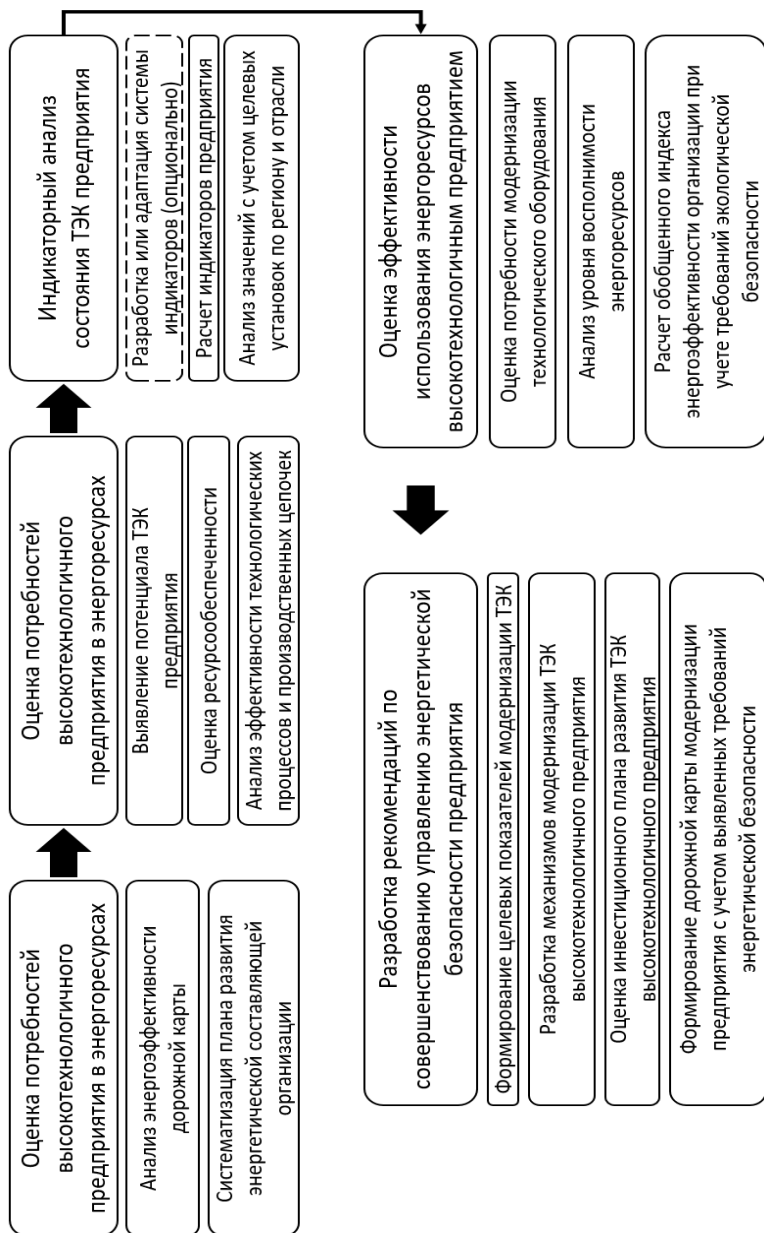 Оценка потребностей
высокотехнологичного
предприятия в энергоресурсах
Анализ энергоэффективности
дорожной карты
Систематизация плана развития
энергетической составляющей
организации
Оценка потребностей
высокотехнологичного
предприятия в энергоресурсах
Выявление потенциала ТЭК
предприятия
Оценка ресурсообеспеченности
Анализ эффективности технологических
процессов и производственных цепочек
Индикаторный анализ
состояния ТЭК предприятия
Разработка или адаптация системы
индикаторов (опционально)
Расчет индикаторов предприятия
Анализ значений с учетом целевых
установок по региону и отрасли
Оценка эффективности
использования энергоресурсов
высокотехнологичным предприятием
Оценка потребности модернизации
технологического оборудования
Анализ уровня восполнимости
энергоресурсов
Расчет обобщенного индекса
энергоэффективности организации при
учете требований экологической
безопасности
Разработка рекомендаций по
совершенствованию управлению энергетической
безопасности предприятия
Формирование целевых показателей модернизации ТЭК
Разработка механизмов модернизации ТЭК
высокотехнологичного предприятия
Оценка инвестиционного плана развития ТЭК
высокотехнологичного предприятия
Формирование дорожной карты модернизации
предприятия с учетом выявленных требований
энергетической безопасности